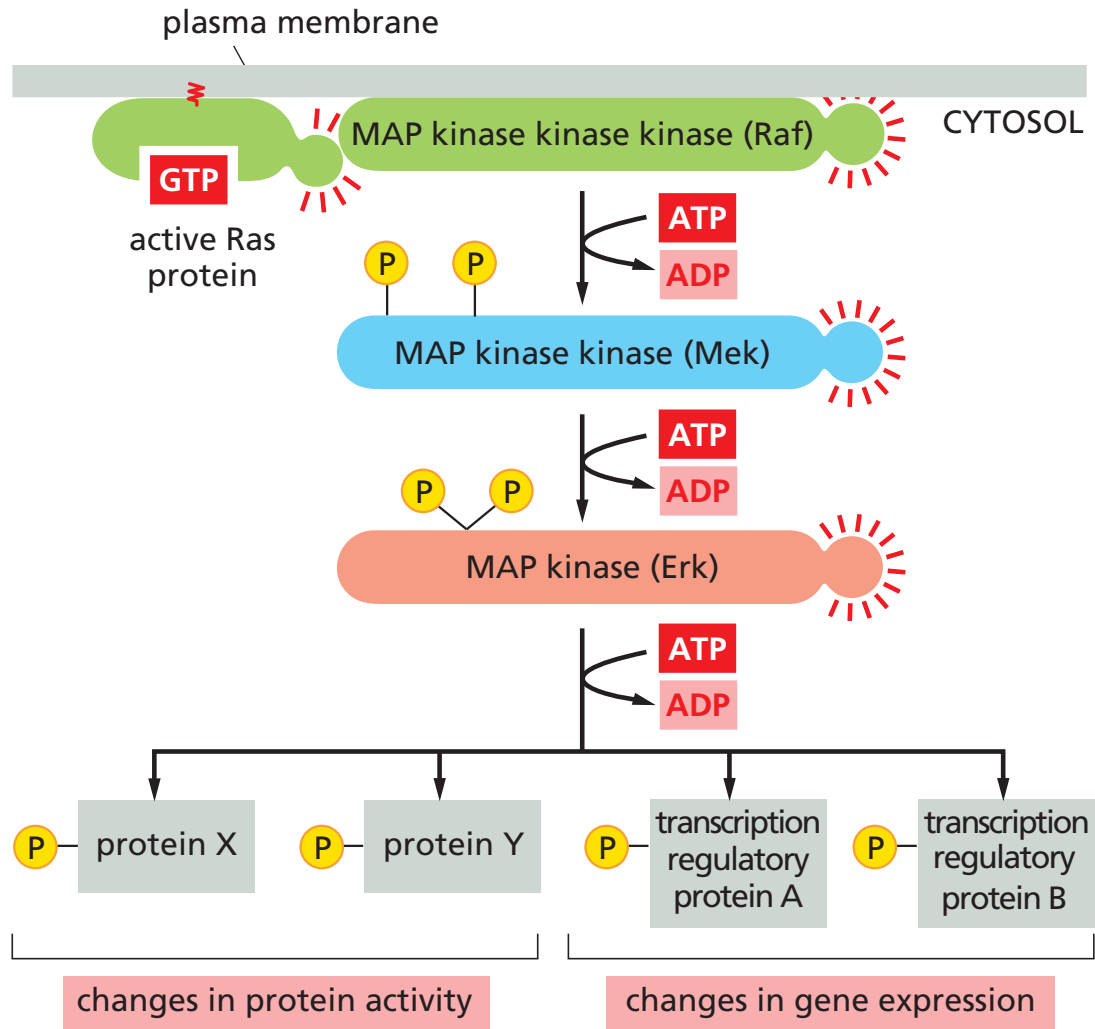 plasma membrane
CYTOSOL
MAP kinase kinase kinase (Raf)
GTP
active Ras
protein
ATP
ADP
P
P
MAP kinase kinase (Mek)
ATP
ADP
P
P
MAP kinase (Erk)
ATP
ADP
P
protein X
P
protein Y
P
transcription
regulatory
protein A
P
transcription
regulatory
protein B
changes in protein activity
changes in gene expression